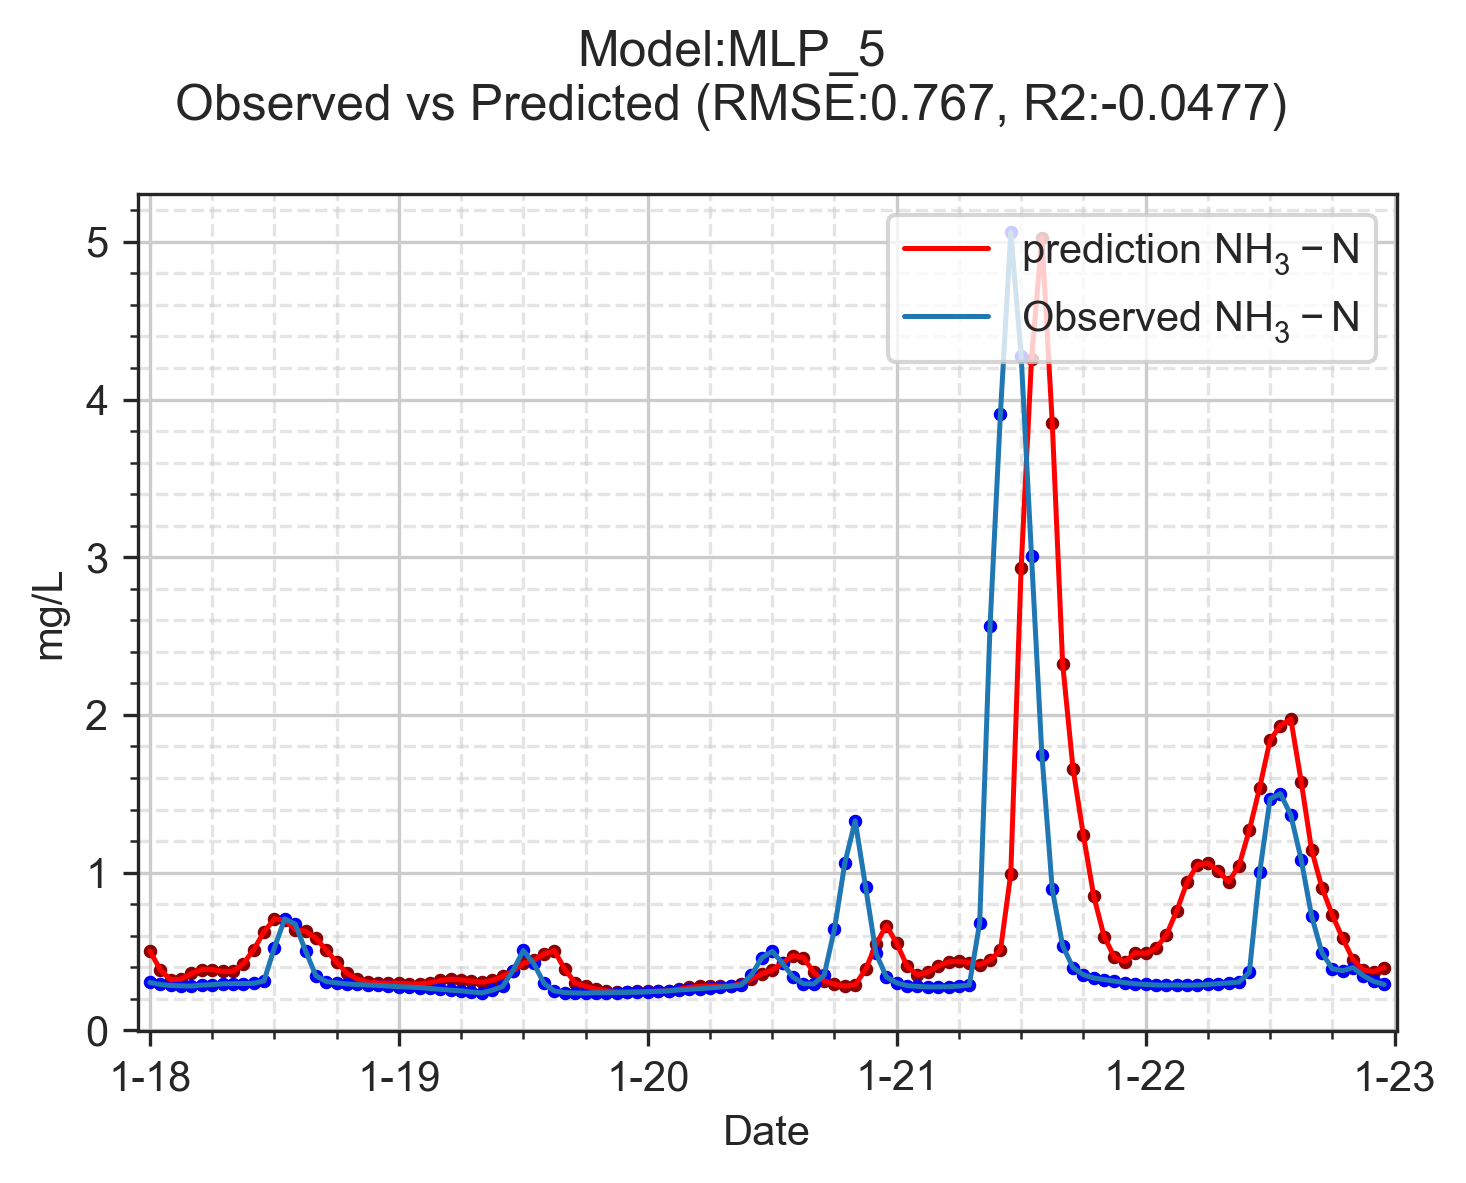 Model:MLP_5
Observed vs Predicted (RMSE:0.767, R2:-0.0477)
prediction NH₃ − N
Observed NH₃ − N
5
4
3
2
1
0
mg/L
1-18 1-19 1-20 1-21 1-22 1-23
Date